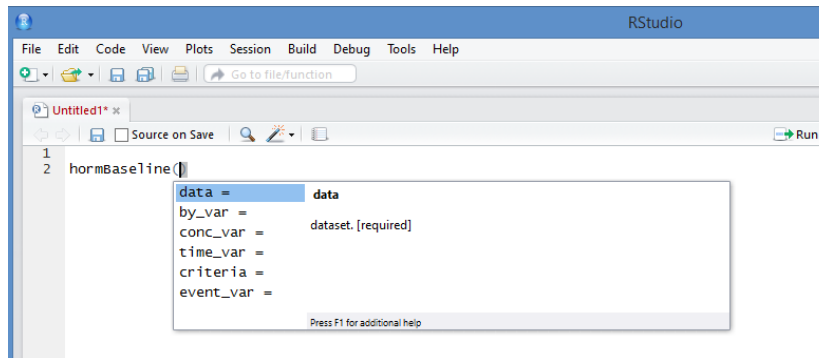 RStudio
File Edit Code View Plots Session Build Debug Tools Help
Go to file/function
Untitled1* ×
Source on Save Run
1
2 hormBaseline()
data = data
by_var = dataset. [required]
conc_var =
time_var =
criteria =
event_var =
Press F1 for additional help